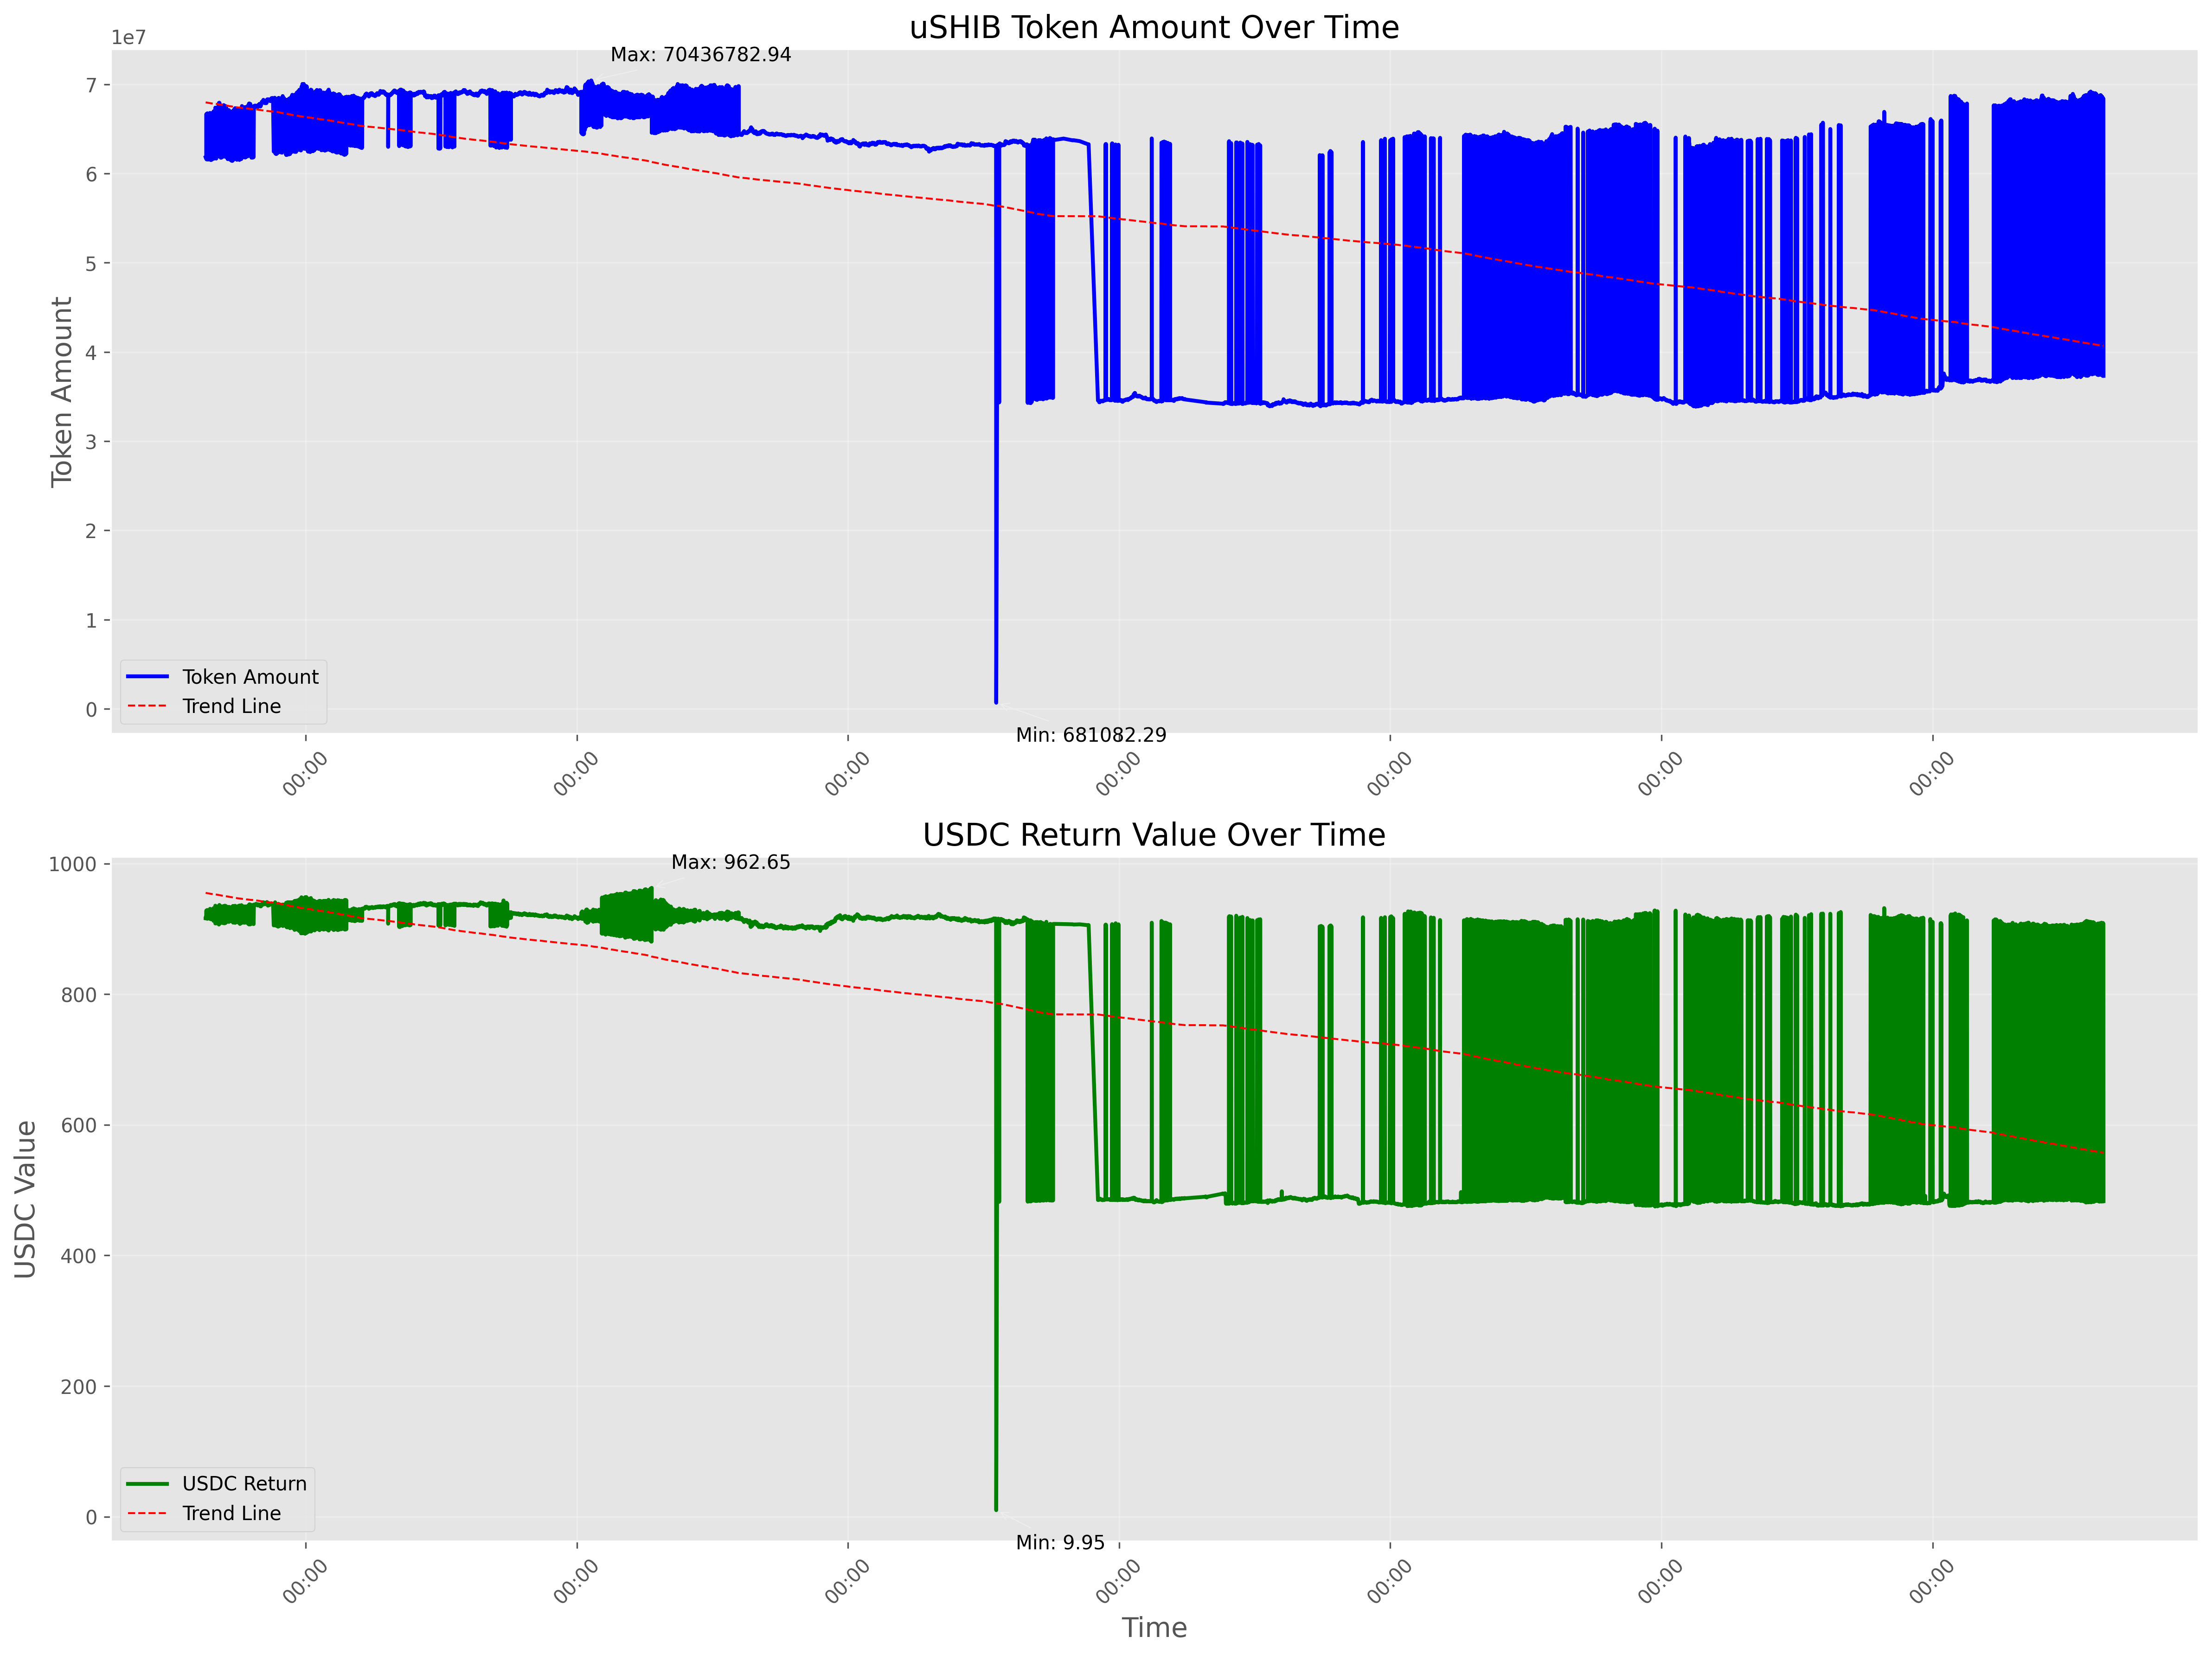 uSHIB Token Amount Over Time
1e7
Max: 70436782.94
7
6
5
4
3
2
1
0
Token Amount
Token Amount
Trend Line
Min: 681082.29
00:00
00:00
00:00
00:00
00:00
00:00
00:00
USDC Return Value Over Time
Max: 962.65
1000
800
600
400
200
0
USDC Value
USDC Return
Trend Line
Min: 9.95
00:00
00:00
00:00
00:00
00:00
00:00
00:00
Time